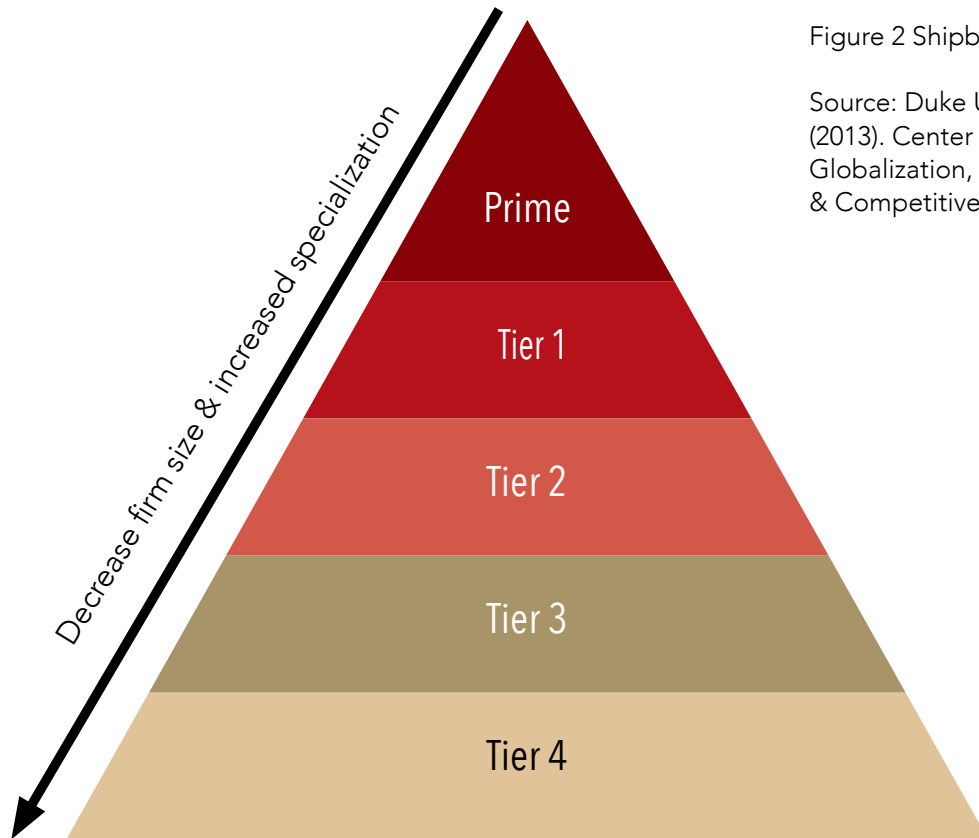 Figure 2 Shipb
Source: Duke U
(2013). Center
Globalization,
& Competitive
Decrease firm size & increased specialization
Prime
Tier 1
Tier 2
Tier 3
Tier 4